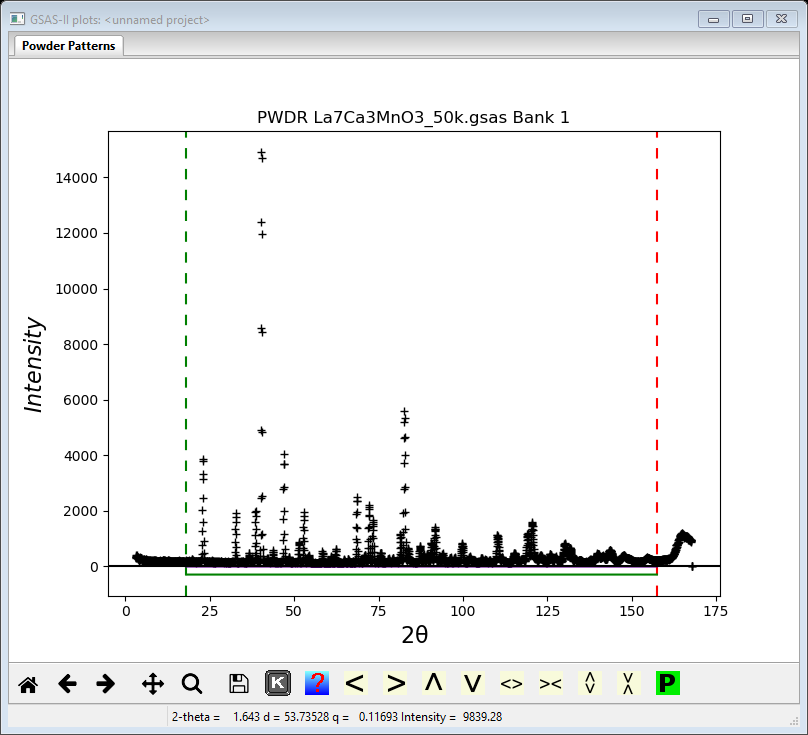 GSAS-II plots: <unnamed project>
Powder Patterns
PWDR La7Ca3MnO3_50k.gsas Bank 1
14000
12000
10000
8000
6000
4000
2000
0
Intensity
0 25 50 75 100 125 150 175
2θ
K ? < > Λ V <> >< P
2-theta = 1.643 d = 53.73528 q = 0.11693 Intensity = 9839.28